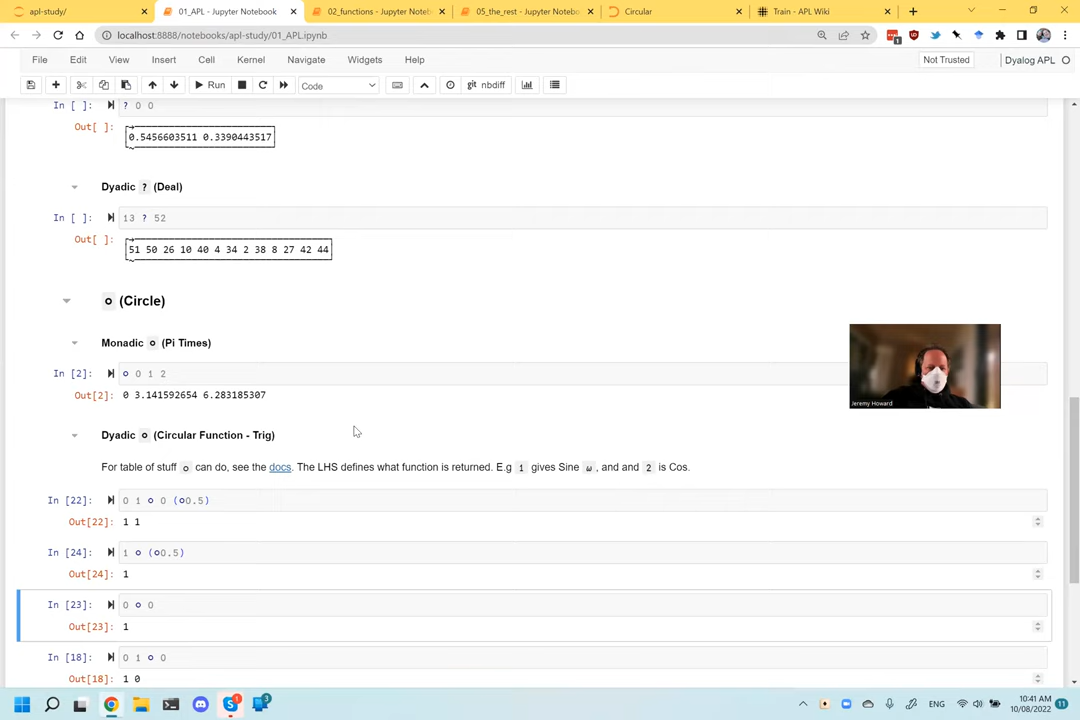 apl-study/
01_APL - Jupyter Notebook
02_functions - Jupyter Notebook
05_the_rest - Jupyter Notebook
Circular
Train - APL Wiki
localhost:8888/notebooks/apl-study/01_APL.ipynb
File Edit View Insert Cell Kernel Navigate Widgets Help
Not Trusted
Dyalog APL
Run
Code
git nbdiff
In [ ]: ? 0 0
Out[ ]: 0.5456603511 0.3390443517
Dyadic ? (Deal)
In [ ]: 13 ? 52
Out[ ]: 51 50 26 10 40 4 34 2 38 8 27 42 44
○ (Circle)
Monadic ○ (Pi Times)
In [2]: ○ 0 1 2
Out[2]: 0 3.141592654 6.283185307
Jeremy Howard
Dyadic ○ (Circular Function - Trig)
For table of stuff ○ can do, see the docs. The LHS defines what function is returned. E.g 1 gives Sine ⍵, and and 2 is Cos.
In [22]: 0 1 ○ 0 (○0.5)
Out[22]: 1 1
In [24]: 1 ○ (○0.5)
Out[24]: 1
In [23]: 0 ○ 0
Out[23]: 1
In [18]: 0 1 ○ 0
Out[18]: 1 0
ENG
10:41 AM
10/08/2022